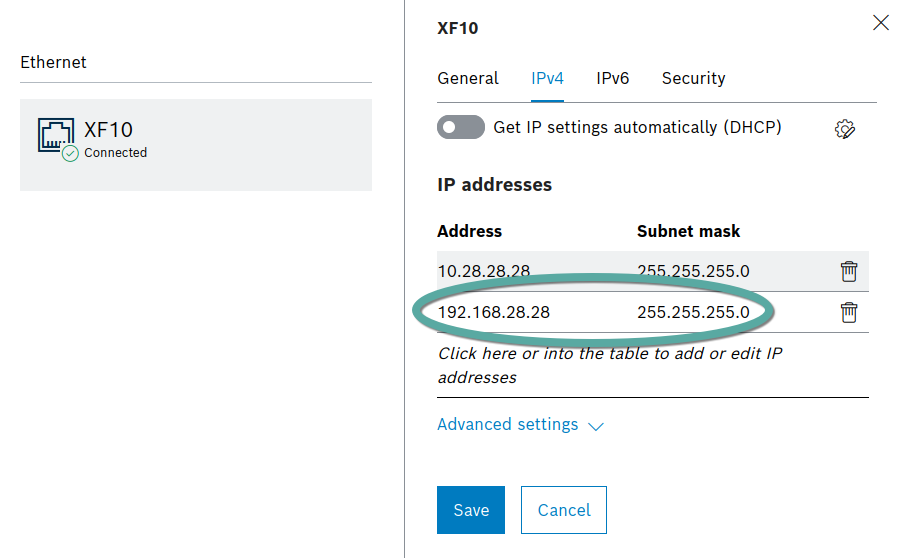 Ethernet
XF10
Connected
XF10
General IPv4 IPv6 Security
Get IP settings automatically (DHCP)
IP addresses
Address Subnet mask
10.28.28.28 255.255.255.0
192.168.28.28 255.255.255.0
Click here or into the table to add or edit IP
addresses
Advanced settings
Save Cancel